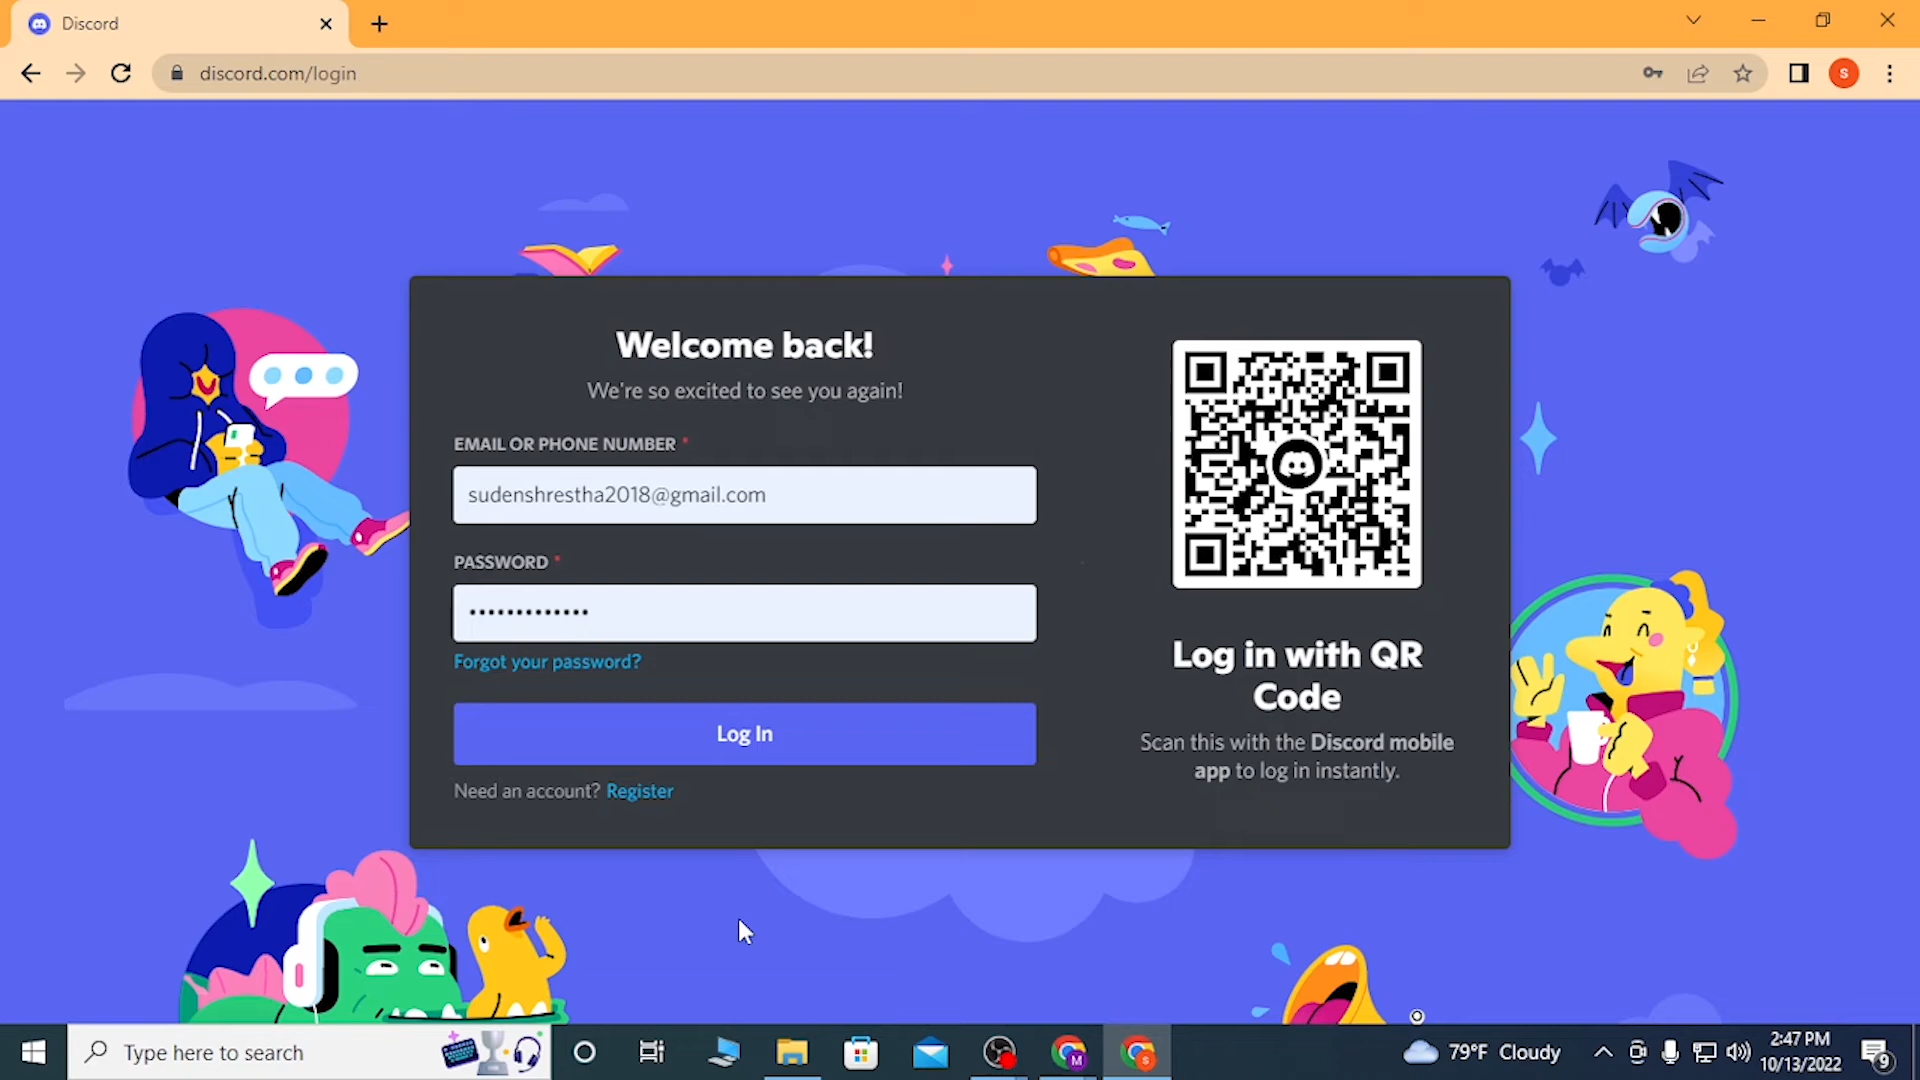 Discord
discord.com/login
S
Welcome back!
We're so excited to see you again!
EMAIL OR PHONE NUMBER *
sudenshrestha2018@gmail.com
PASSWORD *
•••••••••••••
Forgot your password?
Log In
Need an account? Register
Log in with QR
Code
Scan this with the Discord mobile
app to log in instantly.
Type here to search
M
S
79°F Cloudy
2:47 PM
10/13/2022
9